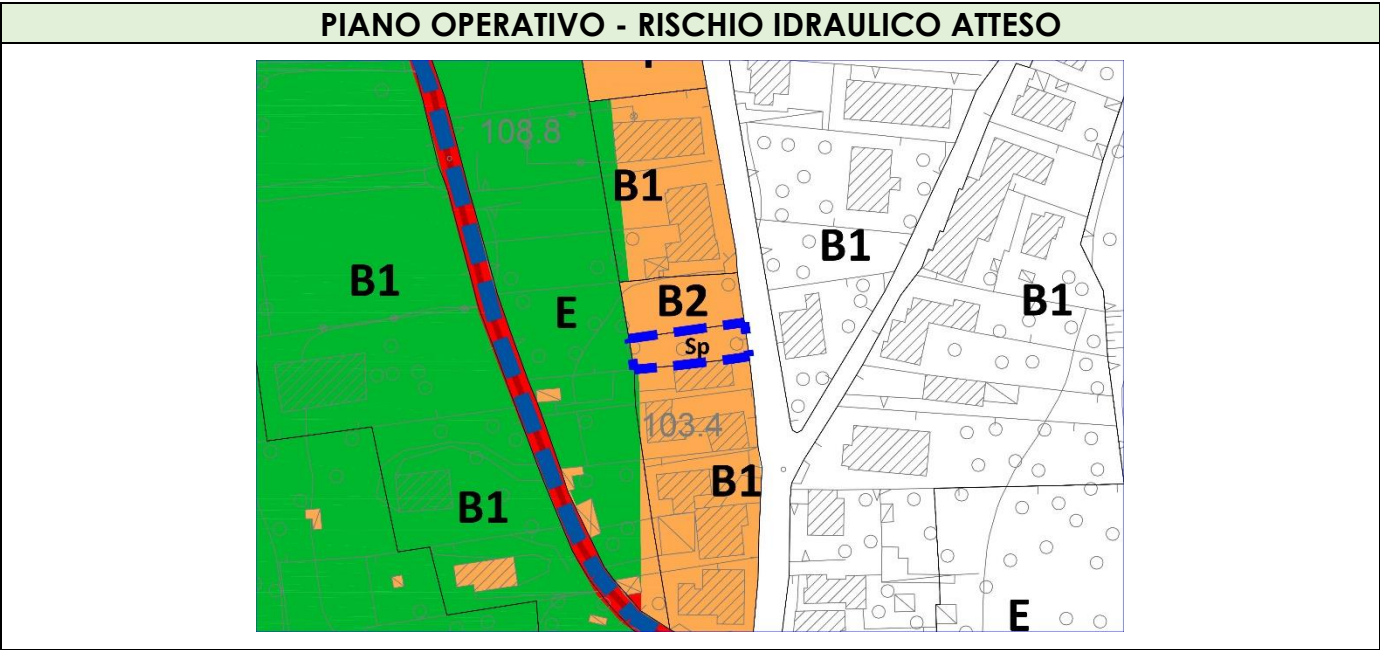 PIANO OPERATIVO - RISCHIO IDRAULICO ATTESO
108.8
B1
B1
B1
B2
B1
E
Sp
103.4
B1
B1
E